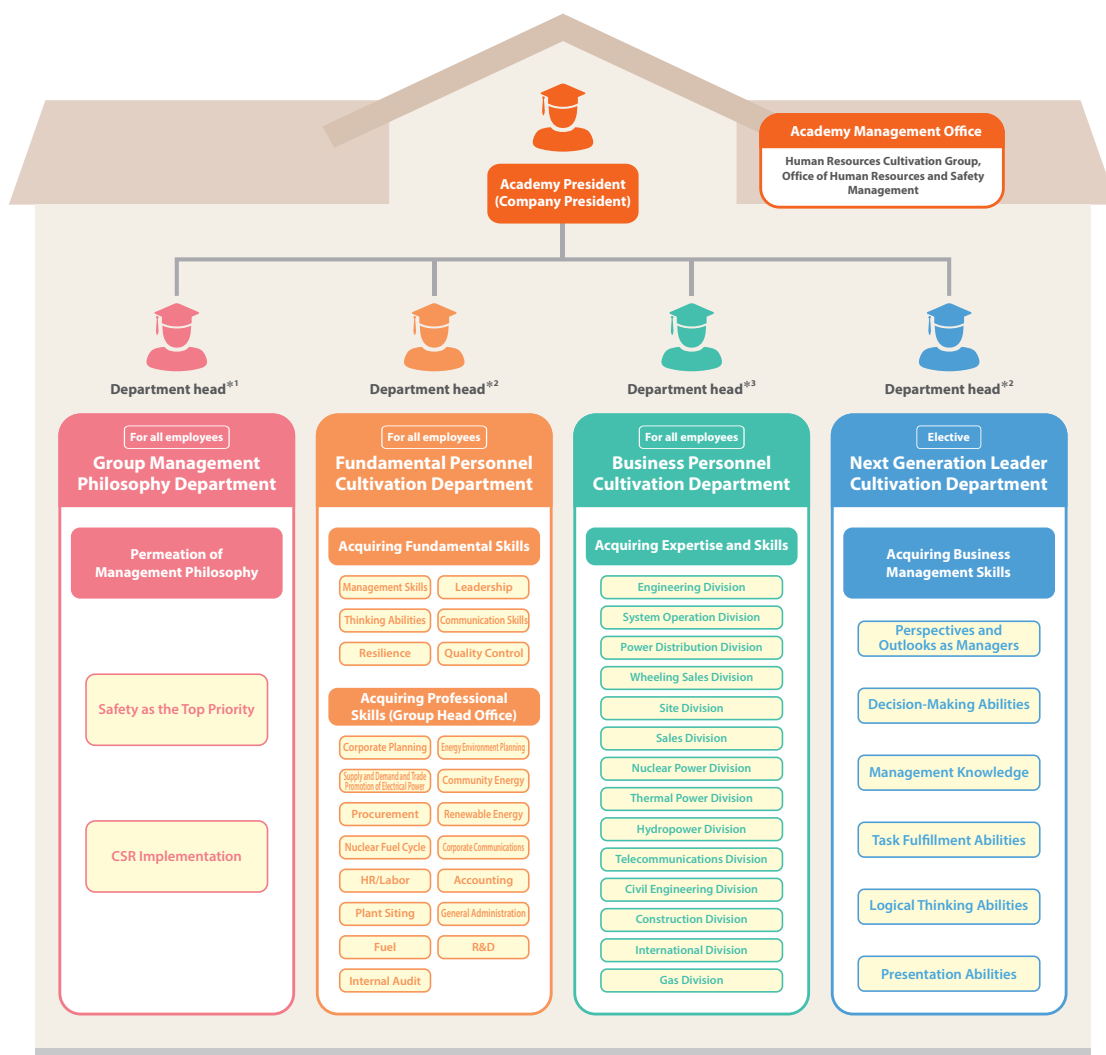 Academy Management Office
Human Resources Cultivation Group,
Office of Human Resources and Safety
Management
Academy President
(Company President)
Department head*1
For all employees
Group Management
Philosophy Department
Permeation of
Management Philosophy
Safety as the Top Priority
CSR Implementation
Department head*2
For all employees
Fundamental Personnel
Cultivation Department
Acquiring Fundamental Skills
Management Skills
Leadership
Thinking Abilities
Communication Skills
Resilience
Quality Control
Acquiring Professional
Skills (Group Head Office)
Corporate Planning
Energy Environment Planning
Supply and Demand and Trade
Promotion of Electrical Power
Community Energy
Procurement
Renewable Energy
Nuclear Fuel Cycle
Corporate Communications
HR/Labor
Accounting
Plant Siting
General Administration
Fuel
R&D
Internal Audit
Department head*3
For all employees
Business Personnel
Cultivation Department
Acquiring Expertise and Skills
Engineering Division
System Operation Division
Power Distribution Division
Wheeling Sales Division
Site Division
Sales Division
Nuclear Power Division
Thermal Power Division
Hydropower Division
Telecommunications Division
Civil Engineering Division
Construction Division
International Division
Gas Division
Department head*2
Elective
Next Generation Leader
Cultivation Department
Acquiring Business
Management Skills
Perspectives and
Outlooks as Managers
Decision-Making Abilities
Management Knowledge
Task Fulfillment Abilities
Logical Thinking Abilities
Presentation Abilities